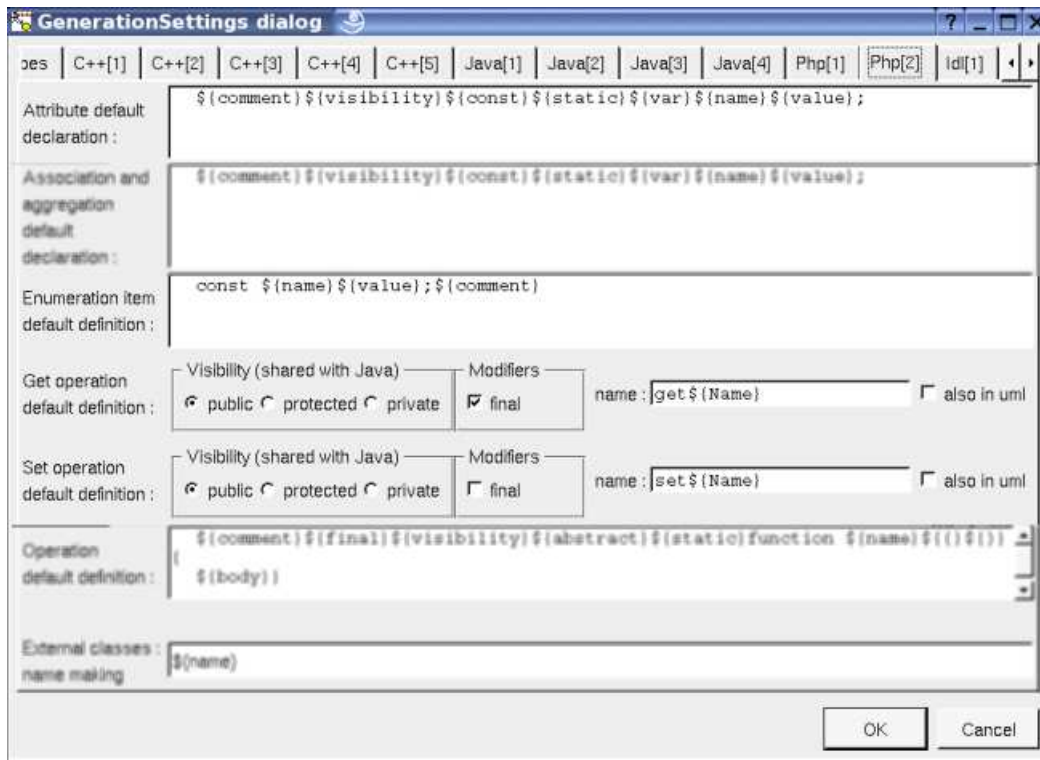 GenerationSettings dialog
pes C++[1] C++[2] C++[3] C++[4] C++[5] Java[1] Java[2] Java[3] Java[4] Php[1] Php[2] Idl[1]
Attribute default declaration :
${comment}${visibility}${const}${static}${var}${name}${value};
Association and aggregation default declaration :
${comment}${visibility}${const}${static}${var}${name}${value};
Enumeration item default definition :
const ${name}${value};${comment}
Get operation default definition :
Visibility (shared with Java)
public protected private
Modifiers
final
name : get${Name}
also in uml
Set operation default definition :
Visibility (shared with Java)
public protected private
Modifiers
final
name : set${Name}
also in uml
Operation default definition :
${comment}${final}${visibility}${abstract}${static}function ${name}${(}${)}
{
${body}}
External classes : name making
${name}
OK Cancel